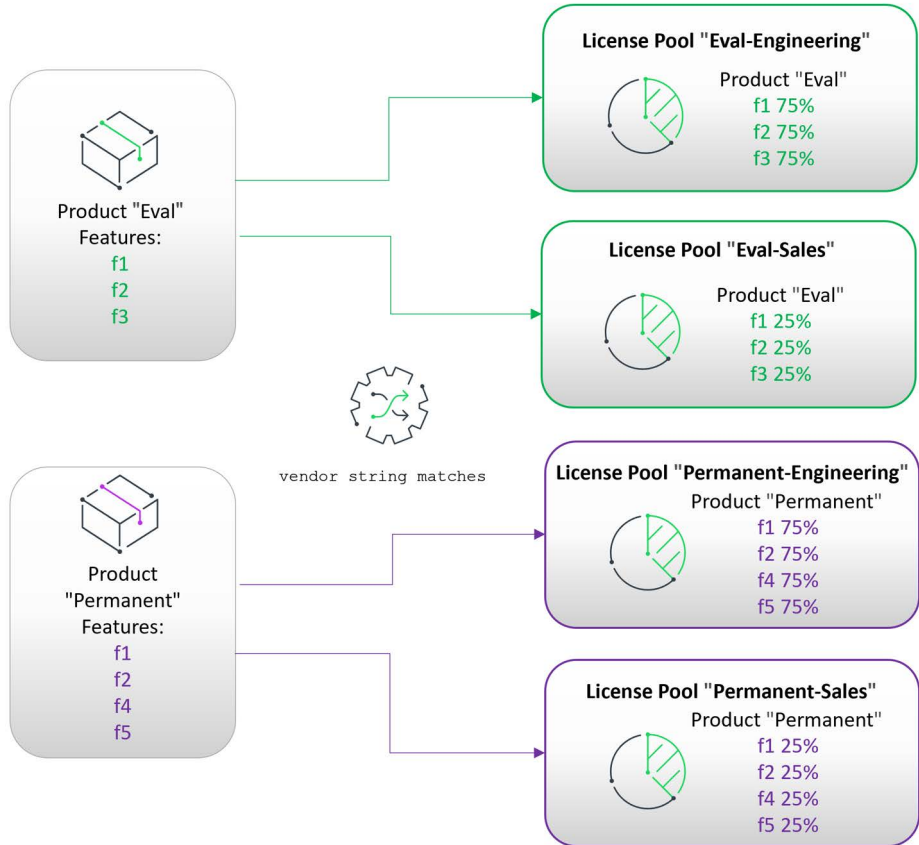 Product "Eval"
Features:
f1
f2
f3
License Pool "Eval-Engineering"
Product "Eval"
f1 75%
f2 75%
f3 75%
License Pool "Eval-Sales"
Product "Eval"
f1 25%
f2 25%
f3 25%
vendor string matches
Product
"Permanent"
Features:
f1
f2
f4
f5
License Pool "Permanent-Engineering"
Product "Permanent"
f1 75%
f2 75%
f4 75%
f5 75%
License Pool "Permanent-Sales"
Product "Permanent"
f1 25%
f2 25%
f4 25%
f5 25%